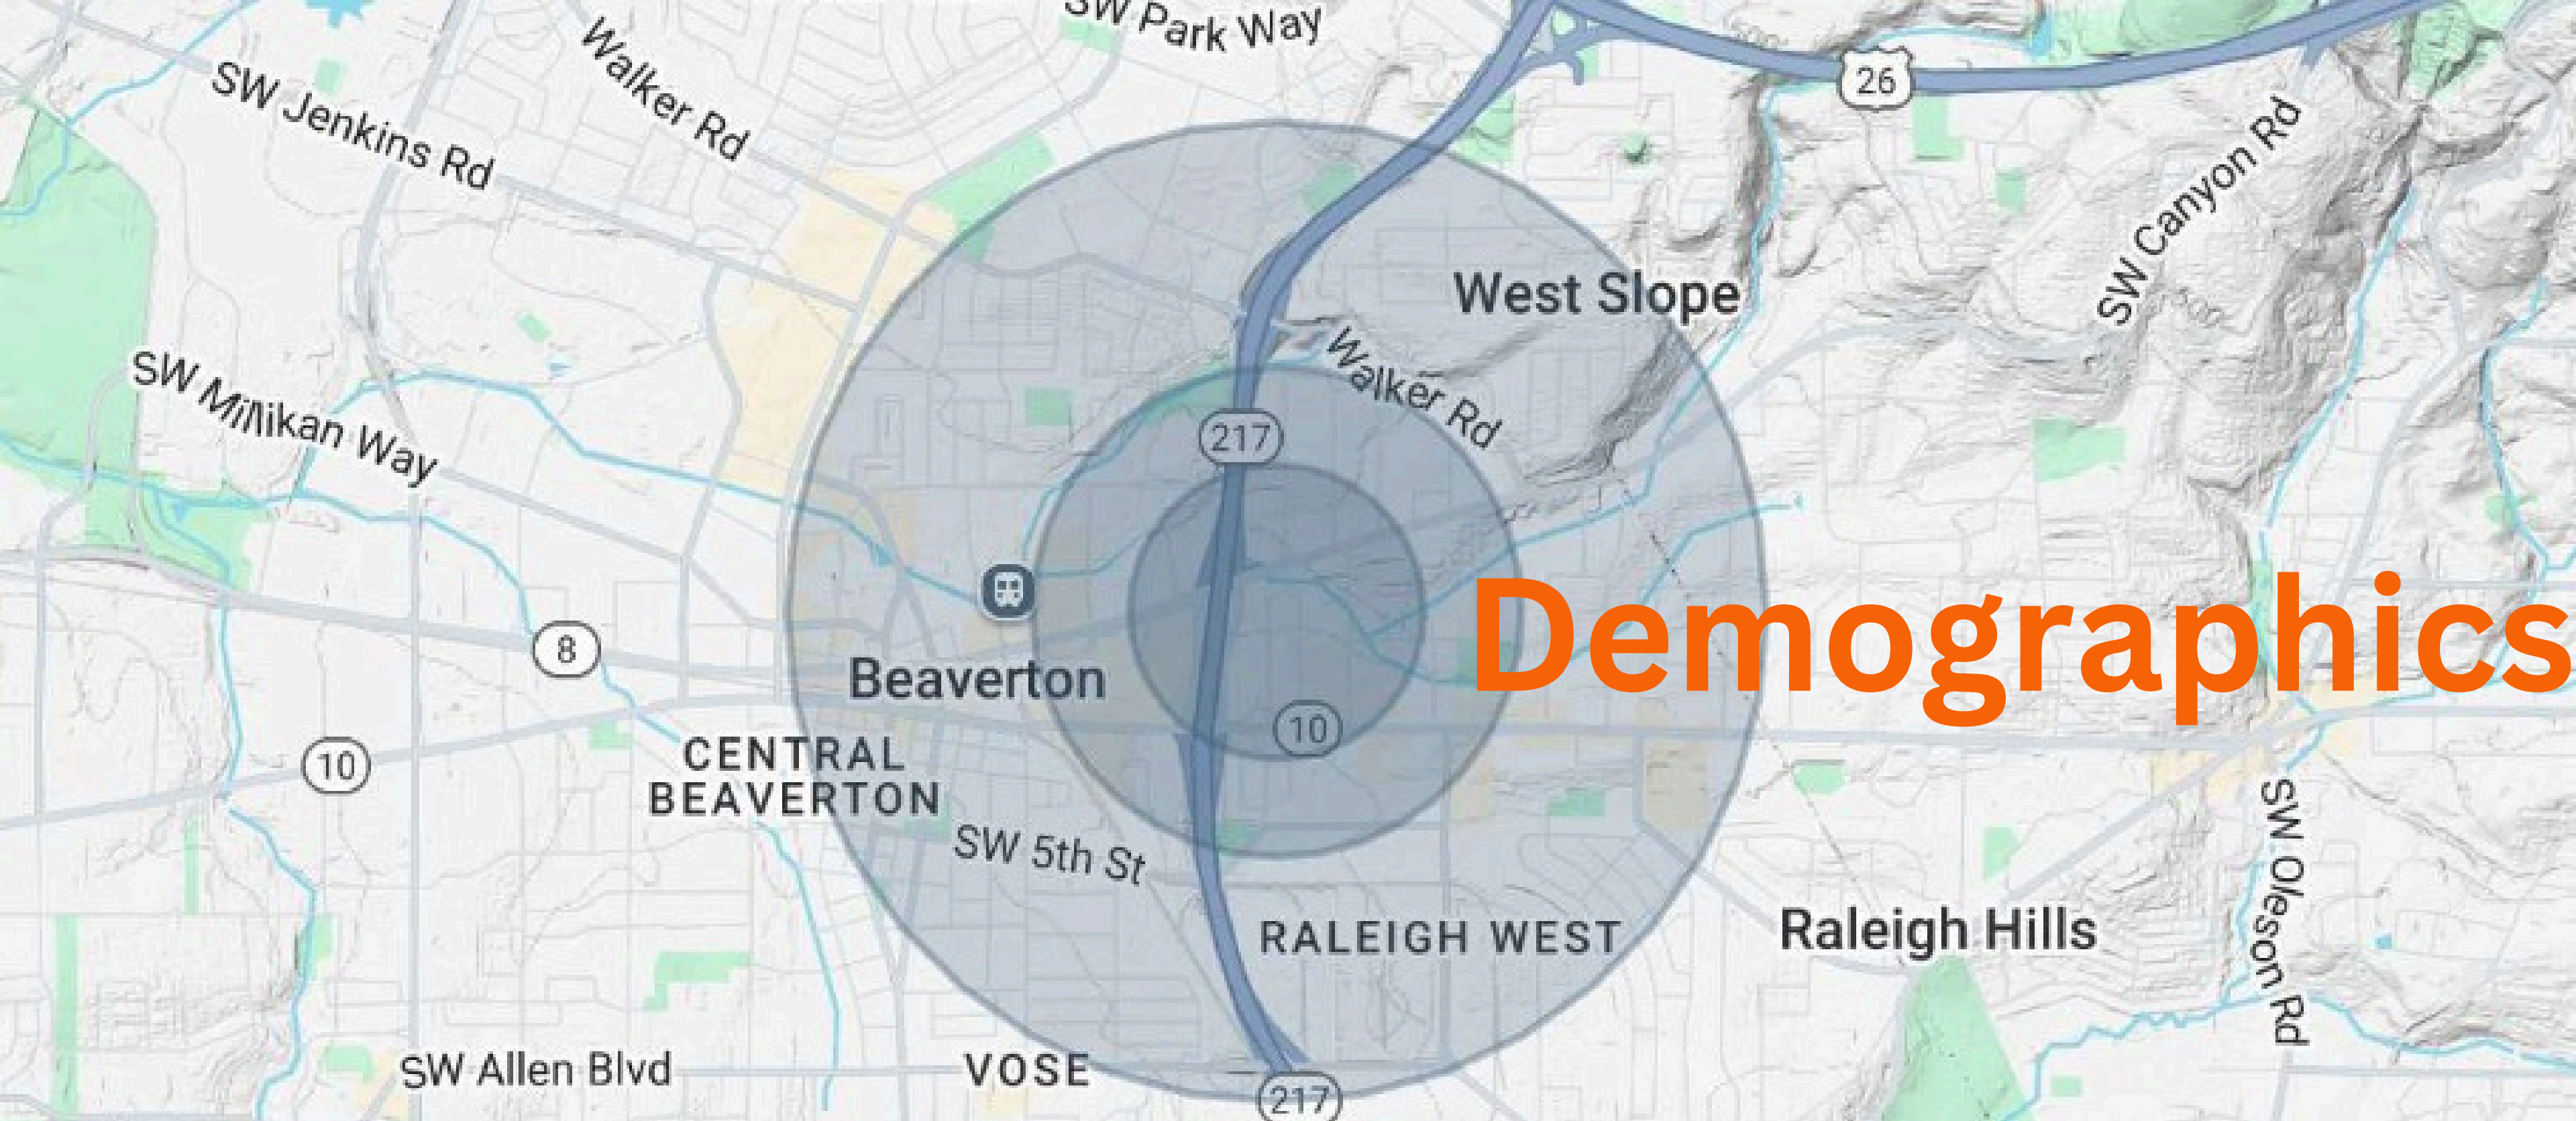 SW Park Way
Walker Rd
26
SW Jenkins Rd
SW Canyon Rd
West Slope
Walker Rd
SW Millikan Way
217
Demographics
8
Beaverton
10
10
CENTRAL
BEAVERTON
SW 5th St
SW Oleson Rd
RALEIGH WEST
Raleigh Hills
SW Allen Blvd
VOSE
217